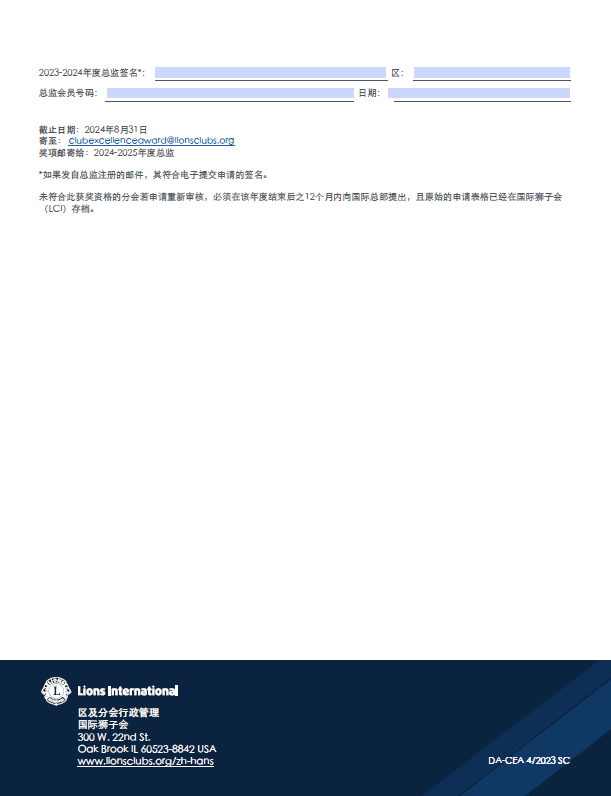 2023-2024年度总监签名*： 区：
总监会员号码： 日期：
截止日期：2024年8月31日
寄至： clubexcellenceaward@lionsclubs.org
奖项邮寄给：2024-2025年度总监
*如果发自总监注册的邮件，其符合电子提交申请的签名。
未符合此获奖资格的分会若申请重新审核，必须在该年度结束后之12个月内向国际总部提出，且原始的申请表格已经在国际狮子会
（LCI）存档。
L
Lions International
区及分会行政管理
国际狮子会
300 W. 22nd St.
Oak Brook IL 60523-8842 USA
www.lionsclubs.org/zh-hans
DA-CEA 4/2023 SC